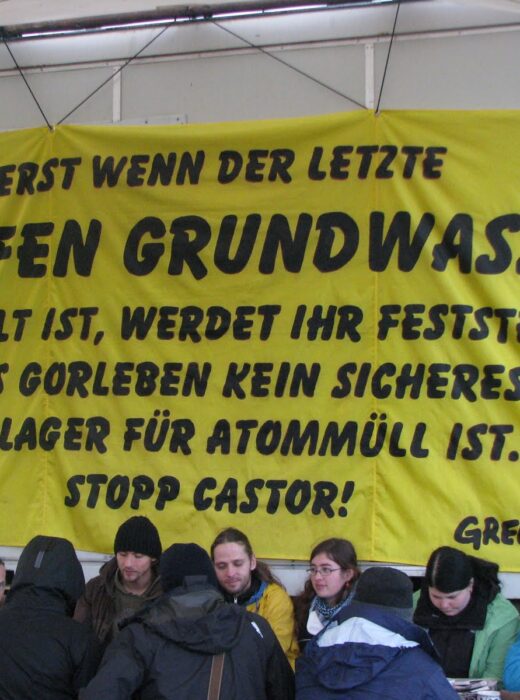 ERST WENN DER LETZTE
FEN GRUNDWAS
LT IST, WERDET IHR FESTSTE
S GORLEBEN KEIN SICHERES
LAGER FÜR ATOMMÜLL IST.
STOPP CASTOR!
GRE